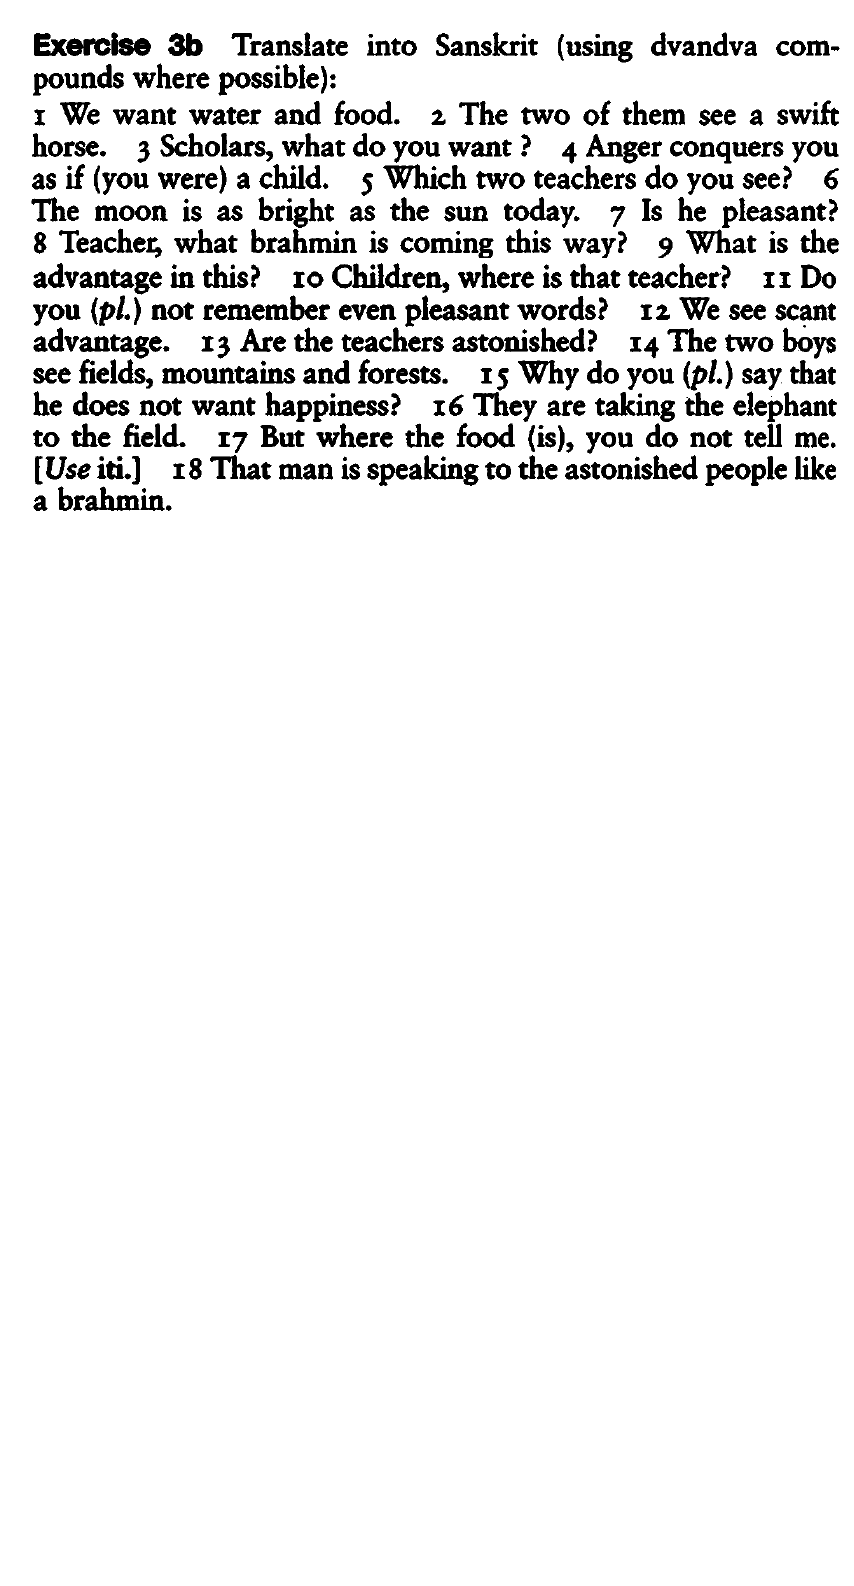 Exercise 3b Translate into Sanskrit (using dvandva com-
pounds where possible):
1 We want water and food. 2 The two of them see a swift
horse. 3 Scholars, what do you want ? 4 Anger conquers you
as if (you were) a child. 5 Which two teachers do you see? 6
The moon is as bright as the sun today. 7 Is he pleasant?
8 Teacher, what brahmin is coming this way? 9 What is the
advantage in this? 10 Children, where is that teacher? 11 Do
you (pl.) not remember even pleasant words? 12 We see scant
advantage. 13 Are the teachers astonished? 14 The two boys
see fields, mountains and forests. 15 Why do you (pl.) say that
he does not want happiness? 16 They are taking the elephant
to the field. 17 But where the food (is), you do not tell me.
[Use iti.] 18 That man is speaking to the astonished people like
a brahmin.